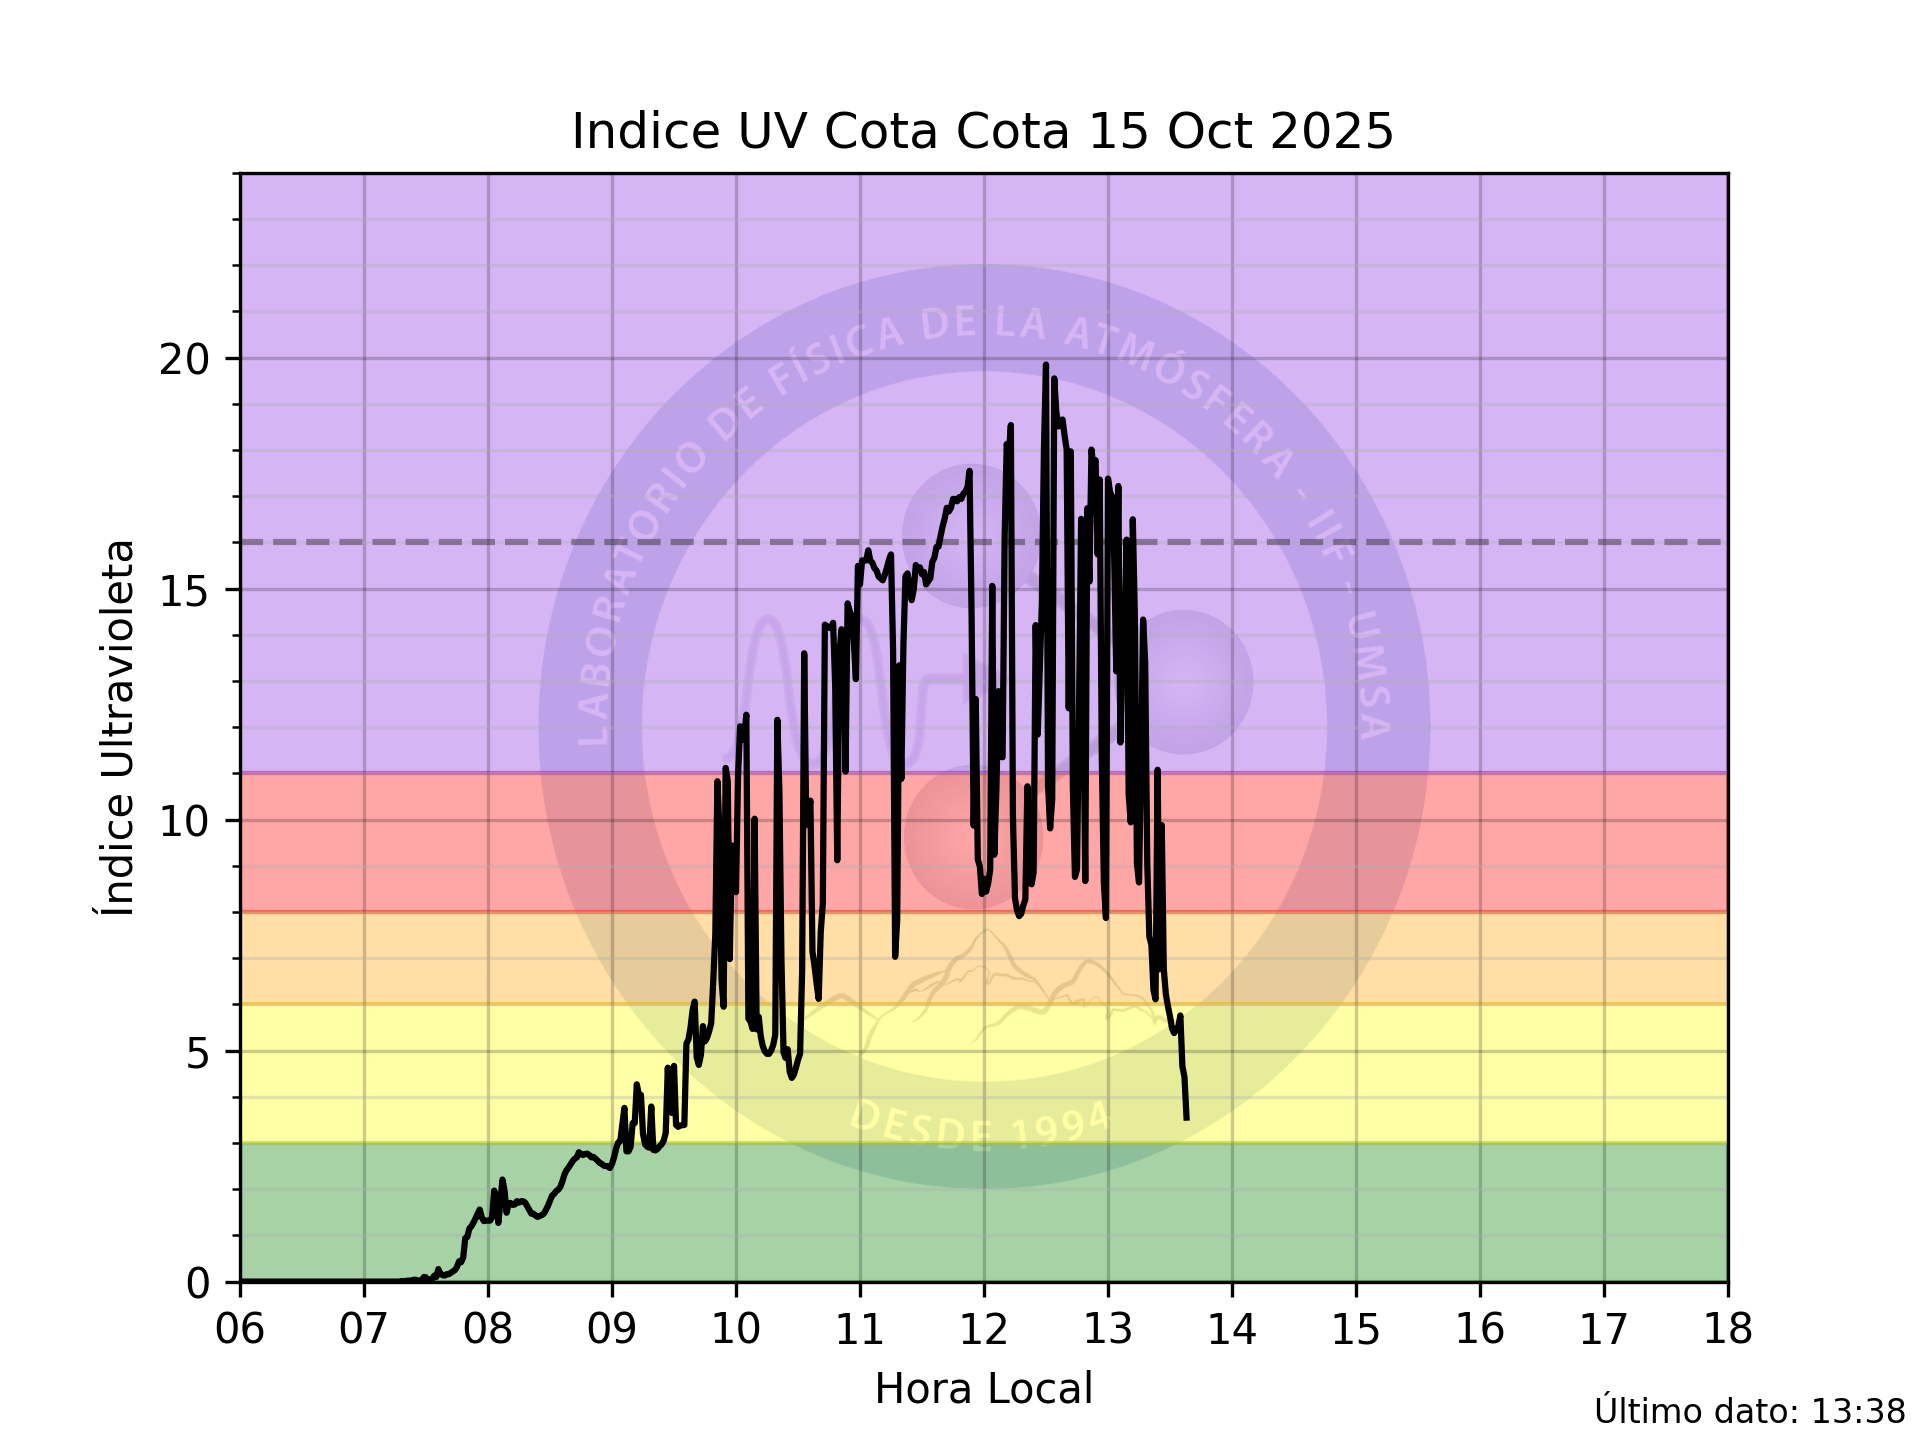 Indice UV Cota Cota 15 Oct 2025
LABORATORIO DE FÍSICA DE LA ATMÓSFERA - IIF - UMSA
DESDE 1994
Índice Ultravioleta
20
15
10
5
0
06 07 08 09 10 11 12 13 14 15 16 17 18
Hora Local
Último dato: 13:38